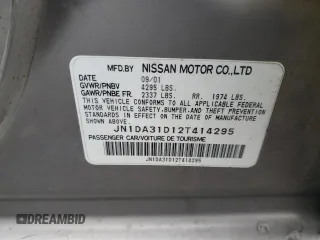 MFD.BY NISSAN MOTOR CO.,LTD
DATE 09/01
GVWR/PNBV 4295 LBS.
GAWR/PNBE FR. 2337 LBS. RR. 1974 LBS.
THIS VEHICLE CONFORMS TO ALL APPLICABLE FEDERAL
MOTOR VEHICLE SAFETY,BUMPER,AND THEFT PREVENTION
STANDARDS IN EFFECT ON THE DATE OF MANUFACTURE
SHOWN ABOVE.
JN1DA31D12T414295
PASSENGER CAR/VOITURE DE TOURISME
JN1DA31D12T414295
DREAMBID